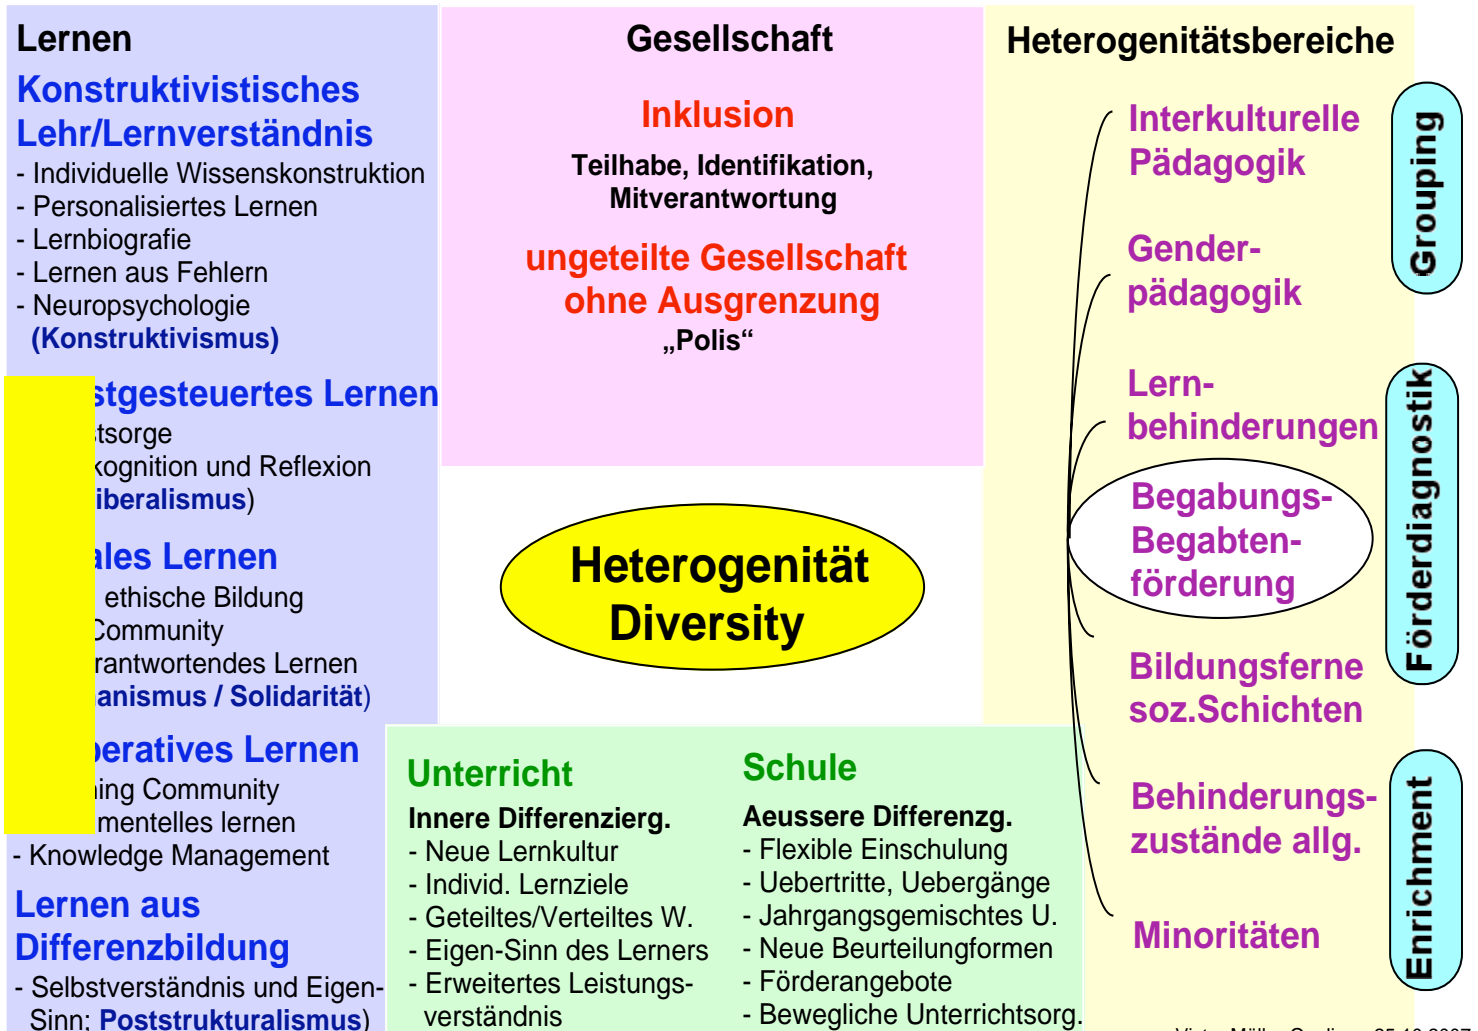 Lernen
Konstruktivistisches
Lehr/Lernverständnis
- Individuelle Wissenskonstruktion
- Personalisiertes Lernen
- Lernbiografie
- Lernen aus Fehlern
- Neuropsychologie
(Konstruktivismus)
stgesteuertes Lernen
tsorge
kognition und Reflexion
iberalismus)
ales Lernen
ethische Bildung
Community
rantwortendes Lernen
anismus / Solidarität)
peratives Lernen
ning Community
mentelles lernen
- Knowledge Management
Lernen aus
Differenzbildung
- Selbstverständnis und Eigen-
Sinn; Poststrukturalismus)
Gesellschaft
Inklusion
Teilhabe, Identifikation,
Mitverantwortung
ungeteilte Gesellschaft
ohne Ausgrenzung
„Polis“
Heterogenität
Diversity
Unterricht
Innere Differenzierg.
- Neue Lernkultur
- Individ. Lernziele
- Geteiltes/Verteiltes W.
- Eigen-Sinn des Lerners
- Erweitertes Leistungs-
verständnis
Schule
Aeussere Differenzg.
- Flexible Einschulung
- Uebertritte, Uebergänge
- Jahrgangsgemischtes U.
- Neue Beurteilungformen
- Förderangebote
- Bewegliche Unterrichtsorg.
Heterogenitätsbereiche
Interkulturelle
Pädagogik
Gender-
pädagogik
Lern-
behinderungen
Begabungs-
Begabten-
förderung
Bildungsferne
soz.Schichten
Behinderungs-
zustände allg.
Minoritäten
Grouping
Förderdiagnostik
Enrichment